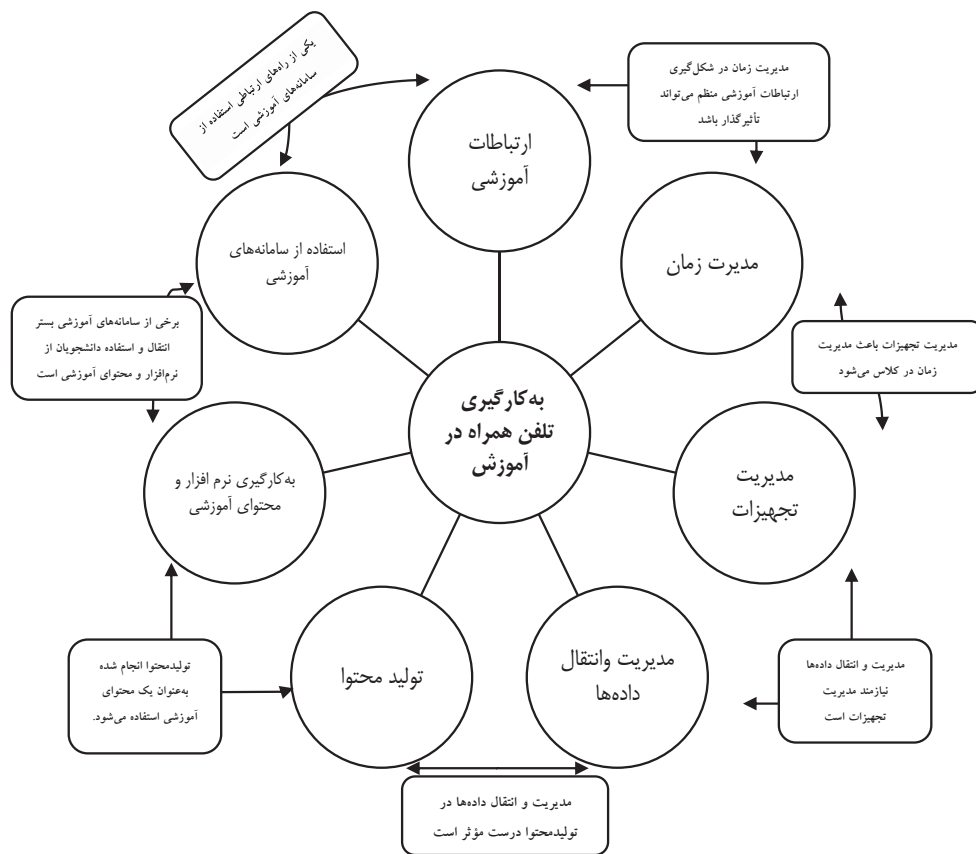 یکی از راه‌های ارتباطی استفاده از
سامانه‌های آموزشی است
مدیریت زمان در شکل‌گیری
ارتباطات آموزشی منظم می‌تواند
تأثیرگذار باشد
ارتباطات
آموزشی
استفاده از سامانه‌های
آموزشی
مدیرت زمان
برخی از سامانه‌های آموزشی بستر
انتقال و استفاده دانشجویان از
نرم‌افزار و محتوای آموزشی است
مدیریت تجهیزات باعث مدیریت
زمان در کلاس می‌شود
به‌کارگیری
تلفن همراه در
آموزش
به‌کارگیری نرم افزار و
محتوای آموزشی
مدیریت
تجهیزات
تولیدمحتوا انجام شده
به‌عنوان یک محتوای
آموزشی استفاده می‌شود.
تولید محتوا
مدیریت وانتقال
داده‌ها
مدیریت و انتقال داده‌ها
نیازمند مدیریت
تجهیزات است
مدیریت و انتقال داده‌ها در
تولیدمحتوا درست مؤثر است